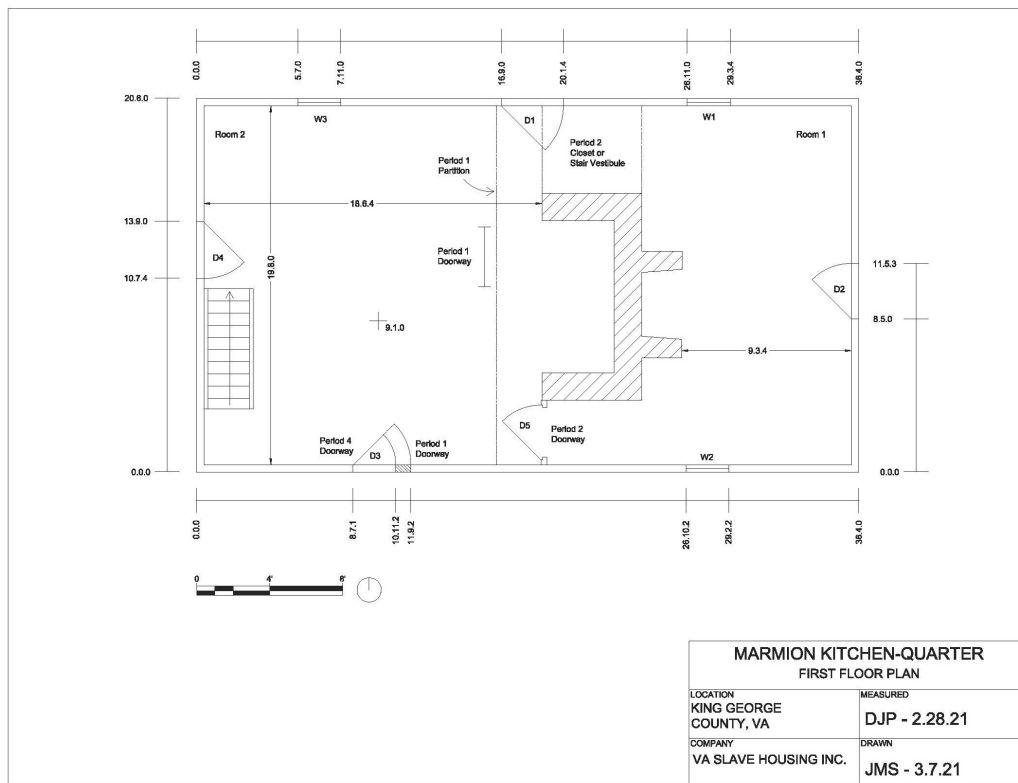 0.0.0
5.7.0
7.11.0
16.9.0
20.1.4
26.11.0
29.3.4
36.4.0
20.6.0
W3
W1
Room 2
D1
Room 1
Period 2
Closet or
Stair Vestibule
Period 1
Partition
18.6.4
13.9.0
D4
19.8.0
Period 1
Doorway
11.5.3
10.7.4
D2
8.5.0
9.1.0
9.3.4
D5
Period 2
Doorway
Period 4
Doorway
D3
Period 1
Doorway
W2
0.0.0
0.0.0
0.0.0
8.7.1
10.11.2
11.9.2
26.10.2
29.2.2
36.4.0
0
4'
8'
MARMION KITCHEN-QUARTER
FIRST FLOOR PLAN
LOCATION
KING GEORGE
COUNTY, VA
MEASURED
DJP - 2.28.21
COMPANY
VA SLAVE HOUSING INC.
DRAWN
JMS - 3.7.21